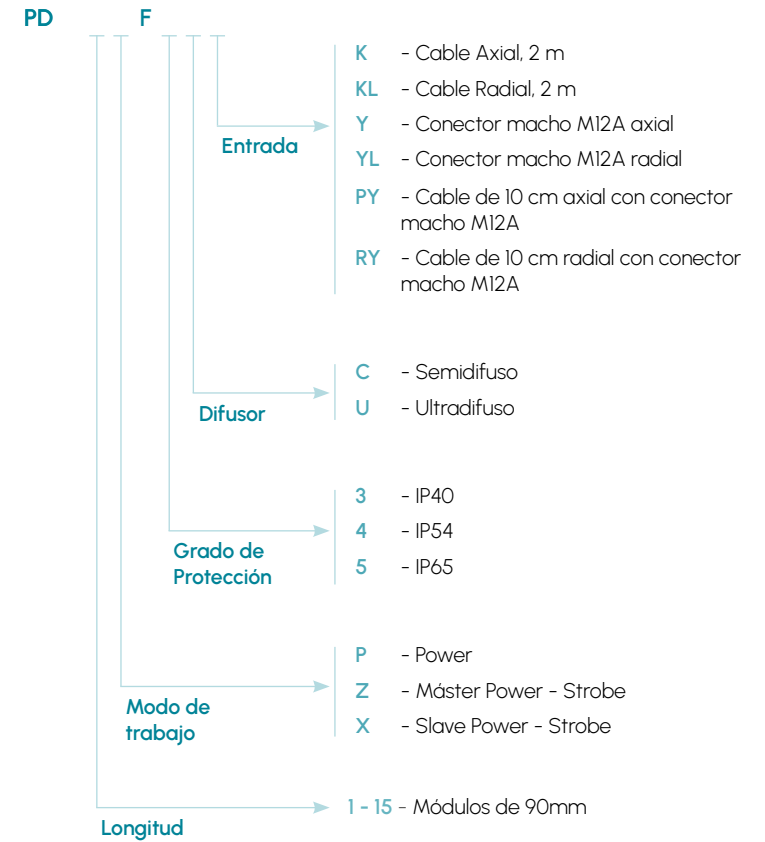 PD F
K - Cable Axial, 2 m
KL - Cable Radial, 2 m
Y - Conector macho M12A axial
Entrada
YL - Conector macho M12A radial
PY - Cable de 10 cm axial con conector
macho M12A
RY - Cable de 10 cm radial con conector
macho M12A
C - Semidifuso
Difusor
U - Ultradifuso
3 - IP40
4 - IP54
Grado de
Protección
5 - IP65
P - Power
Z - Máster Power - Strobe
Modo de
trabajo
X - Slave Power - Strobe
1 - 15 - Módulos de 90mm
Longitud